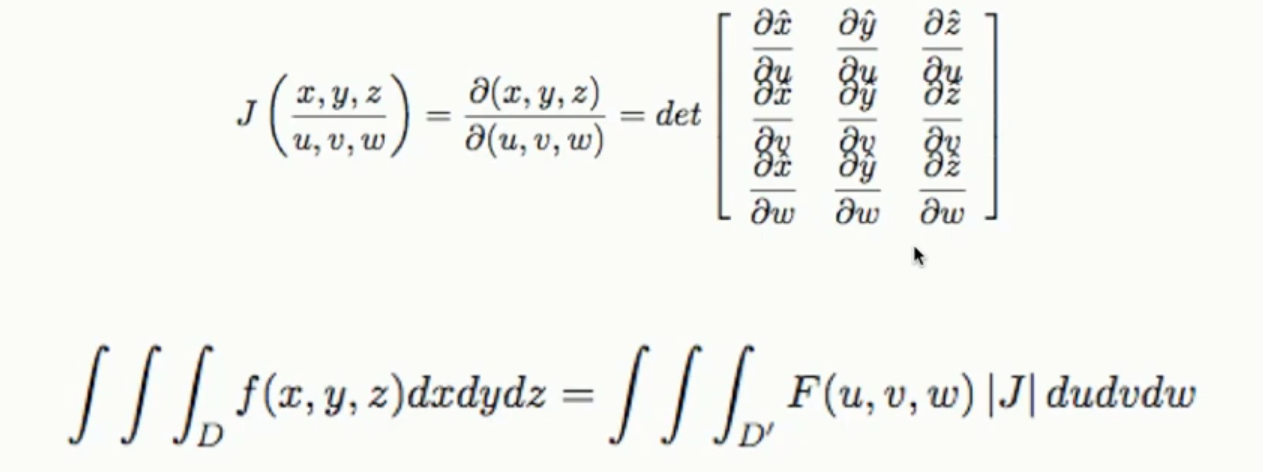 J(x, y, z / u, v, w) = ∂(x, y, z) / ∂(u, v, w) = det [ ∂x̂/∂u ∂ŷ/∂u ∂ẑ/∂u
∂x̂/∂v ∂ŷ/∂v ∂ẑ/∂v
∂x̂/∂w ∂ŷ/∂w ∂ẑ/∂w ]
∫∫∫_D f(x, y, z)dxdydz = ∫∫∫_D′ F(u, v, w) |J| dudvdw